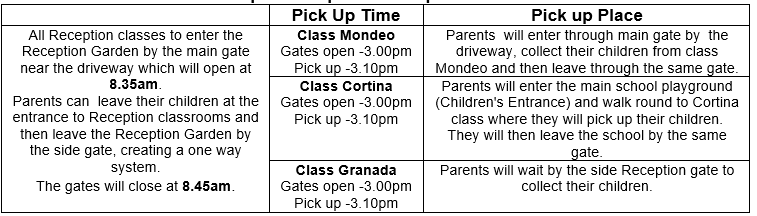 Pick Up Time
Pick up Place
All Reception classes to enter the
Reception Garden by the main gate
near the driveway which will open at
8.35am.
Parents can leave their children at the
entrance to Reception classrooms and
then leave the Reception Garden by
the side gate, creating a one way
system.
The gates will close at 8.45am.
Class Mondeo
Gates open -3.00pm
Pick up -3.10pm
Parents will enter through main gate by the
driveway, collect their children from class
Mondeo and then leave through the same gate.
Class Cortina
Gates open -3.00pm
Pick up -3.10pm
Parents will enter the main school playground
(Children's Entrance) and walk round to Cortina
class where they will pick up their children.
They will then leave the school by the same
gate.
Class Granada
Gates open -3.00pm
Pick up -3.10pm
Parents will wait by the side Reception gate to
collect their children.